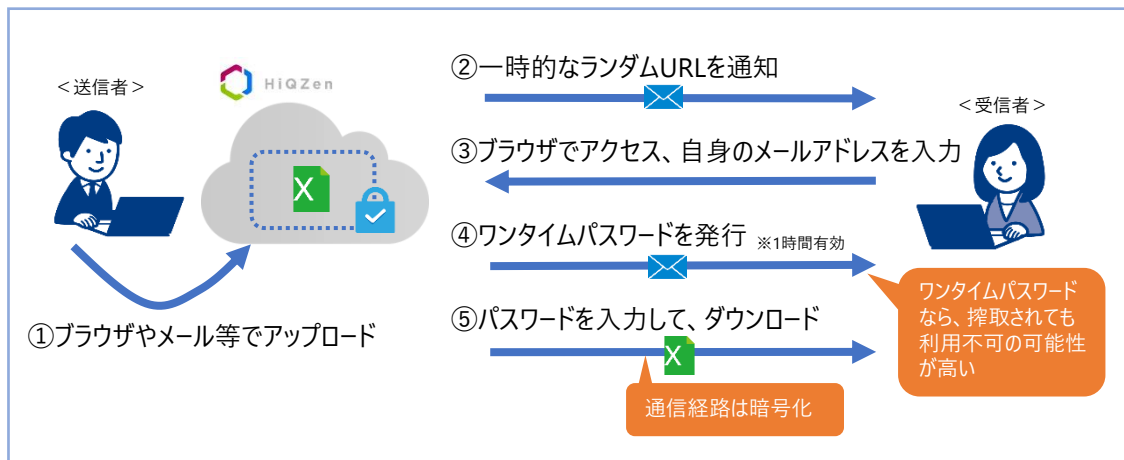 ②一時的なランダムURLを通知
＜送信者＞
HiQZen
＜受信者＞
③ブラウザでアクセス、自身のメールアドレスを入力
X
④ワンタイムパスワードを発行 ※1時間有効
ワンタイムパスワード
なら、搾取されても
利用不可の可能性
が高い
①ブラウザやメール等でアップロード
⑤パスワードを入力して、ダウンロード
X
通信経路は暗号化